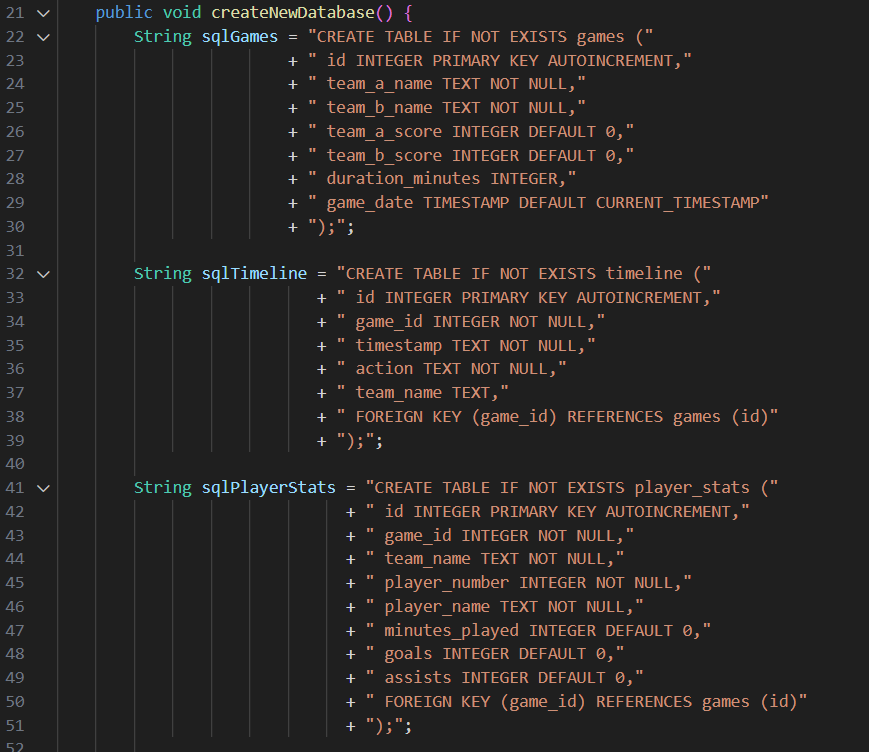 21 public void createNewDatabase() {
22 String sqlGames = "CREATE TABLE IF NOT EXISTS games ("
23 + " id INTEGER PRIMARY KEY AUTOINCREMENT,"
24 + " team_a_name TEXT NOT NULL,"
25 + " team_b_name TEXT NOT NULL,"
26 + " team_a_score INTEGER DEFAULT 0,"
27 + " team_b_score INTEGER DEFAULT 0,"
28 + " duration_minutes INTEGER,"
29 + " game_date TIMESTAMP DEFAULT CURRENT_TIMESTAMP"
30 + ");";
31
32 String sqlTimeline = "CREATE TABLE IF NOT EXISTS timeline ("
33 + " id INTEGER PRIMARY KEY AUTOINCREMENT,"
34 + " game_id INTEGER NOT NULL,"
35 + " timestamp TEXT NOT NULL,"
36 + " action TEXT NOT NULL,"
37 + " team_name TEXT,"
38 + " FOREIGN KEY (game_id) REFERENCES games (id)"
39 + ");";
40
41 String sqlPlayerStats = "CREATE TABLE IF NOT EXISTS player_stats ("
42 + " id INTEGER PRIMARY KEY AUTOINCREMENT,"
43 + " game_id INTEGER NOT NULL,"
44 + " team_name TEXT NOT NULL,"
45 + " player_number INTEGER NOT NULL,"
46 + " player_name TEXT NOT NULL,"
47 + " minutes_played INTEGER DEFAULT 0,"
48 + " goals INTEGER DEFAULT 0,"
49 + " assists INTEGER DEFAULT 0,"
50 + " FOREIGN KEY (game_id) REFERENCES games (id)"
51 + ");";
52